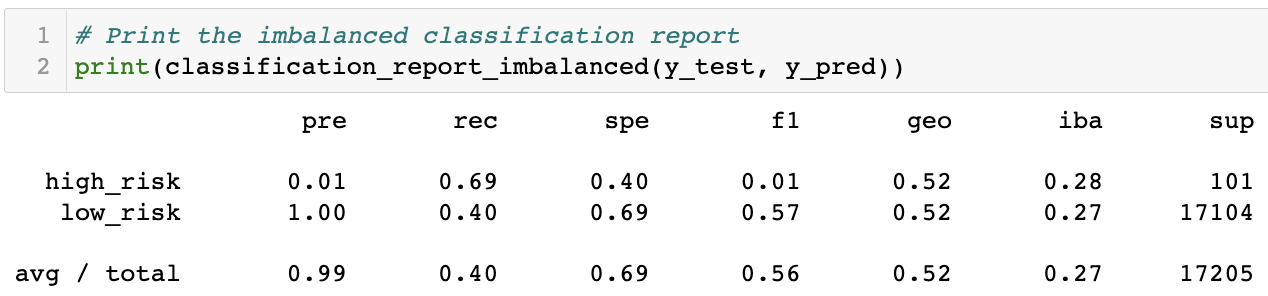 1 # Print the imbalanced classification report
2 print(classification_report_imbalanced(y_test, y_pred))
pre rec spe f1 geo iba sup
high_risk 0.01 0.69 0.40 0.01 0.52 0.28 101
low_risk 1.00 0.40 0.69 0.57 0.52 0.27 17104
avg / total 0.99 0.40 0.69 0.56 0.52 0.27 17205